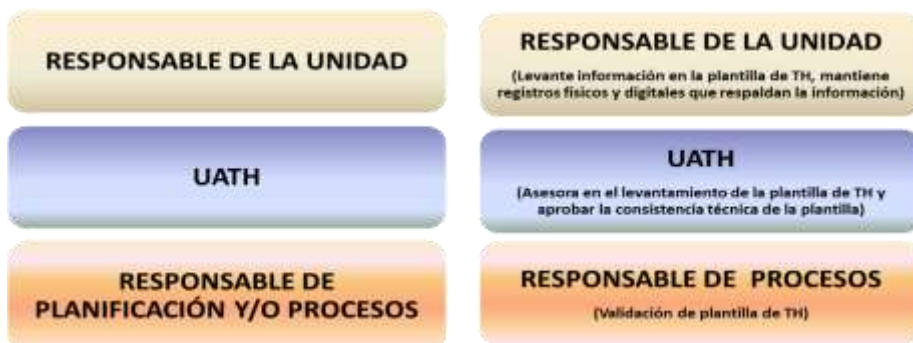 RESPONSABLE DE LA UNIDAD
UATH
RESPONSABLE DE
PLANIFICACIÓN Y/O PROCESOS
RESPONSABLE DE LA UNIDAD
(Levante información en la plantilla de TH, mantiene
registros físicos y digitales que respaldan la información)
UATH
(Asesora en el levantamiento de la plantilla de TH y
aprobar la consistencia técnica de la plantilla)
RESPONSABLE DE PROCESOS
(Validación de plantilla de TH)